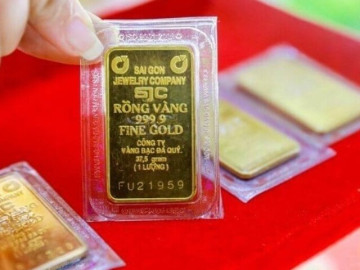 SAI GON
JEWELRY COMPANY
SJC
RỒNG VÀNG
999.9
FINE GOLD
CÔNG TY
VÀNG BẠC ĐÁ QUÝ.
37,5 gram
(1 LƯỢNG)
FU21959